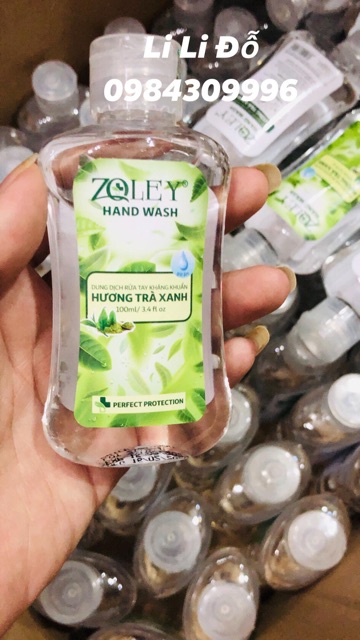 Li Li Đỗ
0984309996
ZOLEY®
HAND WASH
DUNG DỊCH RỬA TAY KHÁNG KHUẨN
HƯƠNG TRÀ XANH
100mL/ 3.4 fl oz
PERFECT PROTECTION